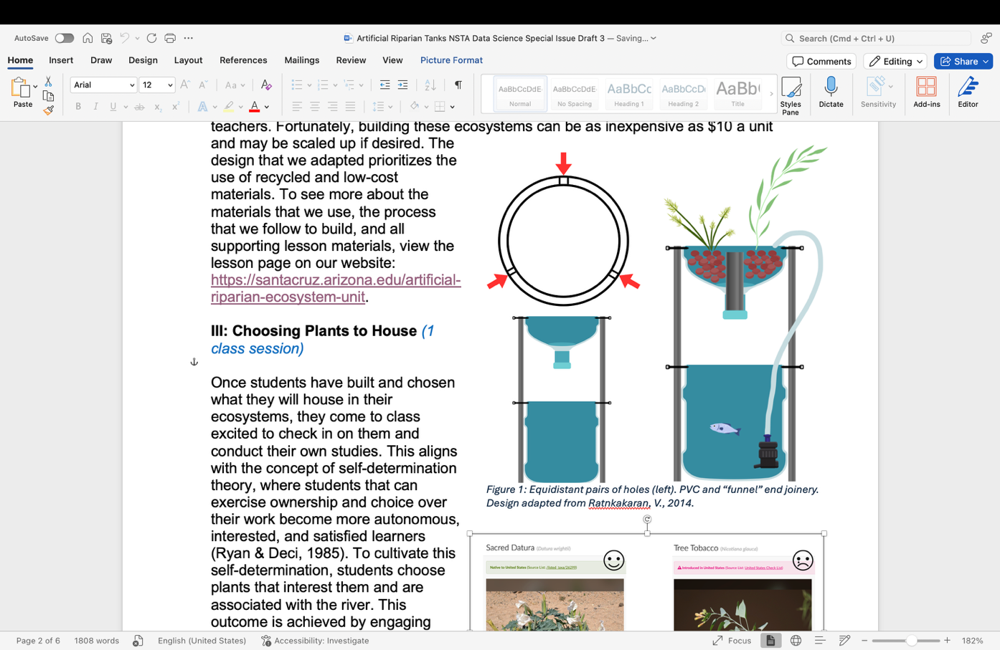 AutoSave
Artificial Riparian Tanks NSTA Data Science Special Issue Draft 3 — Saving...
Search (Cmd + Ctrl + U)
Home Insert Draw Design Layout References Mailings Review View Picture Format
Comments Editing Share
Paste
Arial 12
AaBbCcDdE AaBbCcDdE AaBbCc AaBbCcD AaBb
Normal No Spacing Heading 1 Heading 2 Title
Styles Pane
Dictate
Sensitivity
Add-ins
Editor
teachers. Fortunately, building these ecosystems can be as inexpensive as $10 a unit
and may be scaled up if desired. The
design that we adapted prioritizes the
use of recycled and low-cost
materials. To see more about the
materials that we use, the process
that we follow to build, and all
supporting lesson materials, view the
lesson page on our website:
https://santacruz.arizona.edu/artificial-
riparian-ecosystem-unit.
III: Choosing Plants to House (1
class session)
Once students have built and chosen
what they will house in their
ecosystems, they come to class
excited to check in on them and
conduct their own studies. This aligns
with the concept of self-determination
theory, where students that can
exercise ownership and choice over
their work become more autonomous,
interested, and satisfied learners
(Ryan & Deci, 1985). To cultivate this
self-determination, students choose
plants that interest them and are
associated with the river. This
outcome is achieved by engaging
Figure 1: Equidistant pairs of holes (left). PVC and “funnel” end joinery.
Design adapted from Ratnkakaran, V., 2014.
Sacred Datura (Datura wrightii)
Native to United States (Source List:
Tree Tobacco (Nicotiana glauca)
Introduced in United States (Source List: United States Check List)
Page 2 of 6 1808 words English (United States) Accessibility: Investigate
Focus 182%